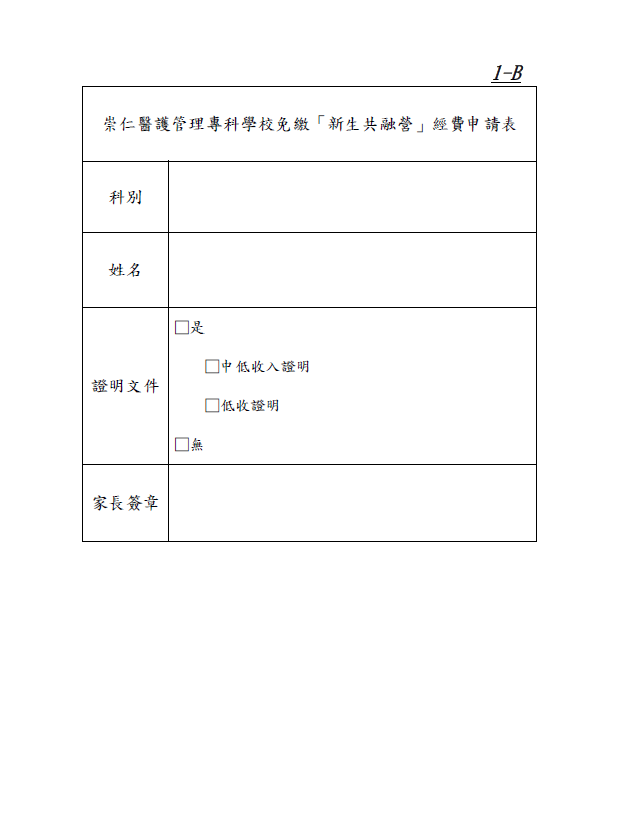 1-B
崇仁醫護管理專科學校免繳「新生共融營」經費申請表
科別
姓名
證明文件
□是
□中低收入證明
□低收證明
□無
家長簽章